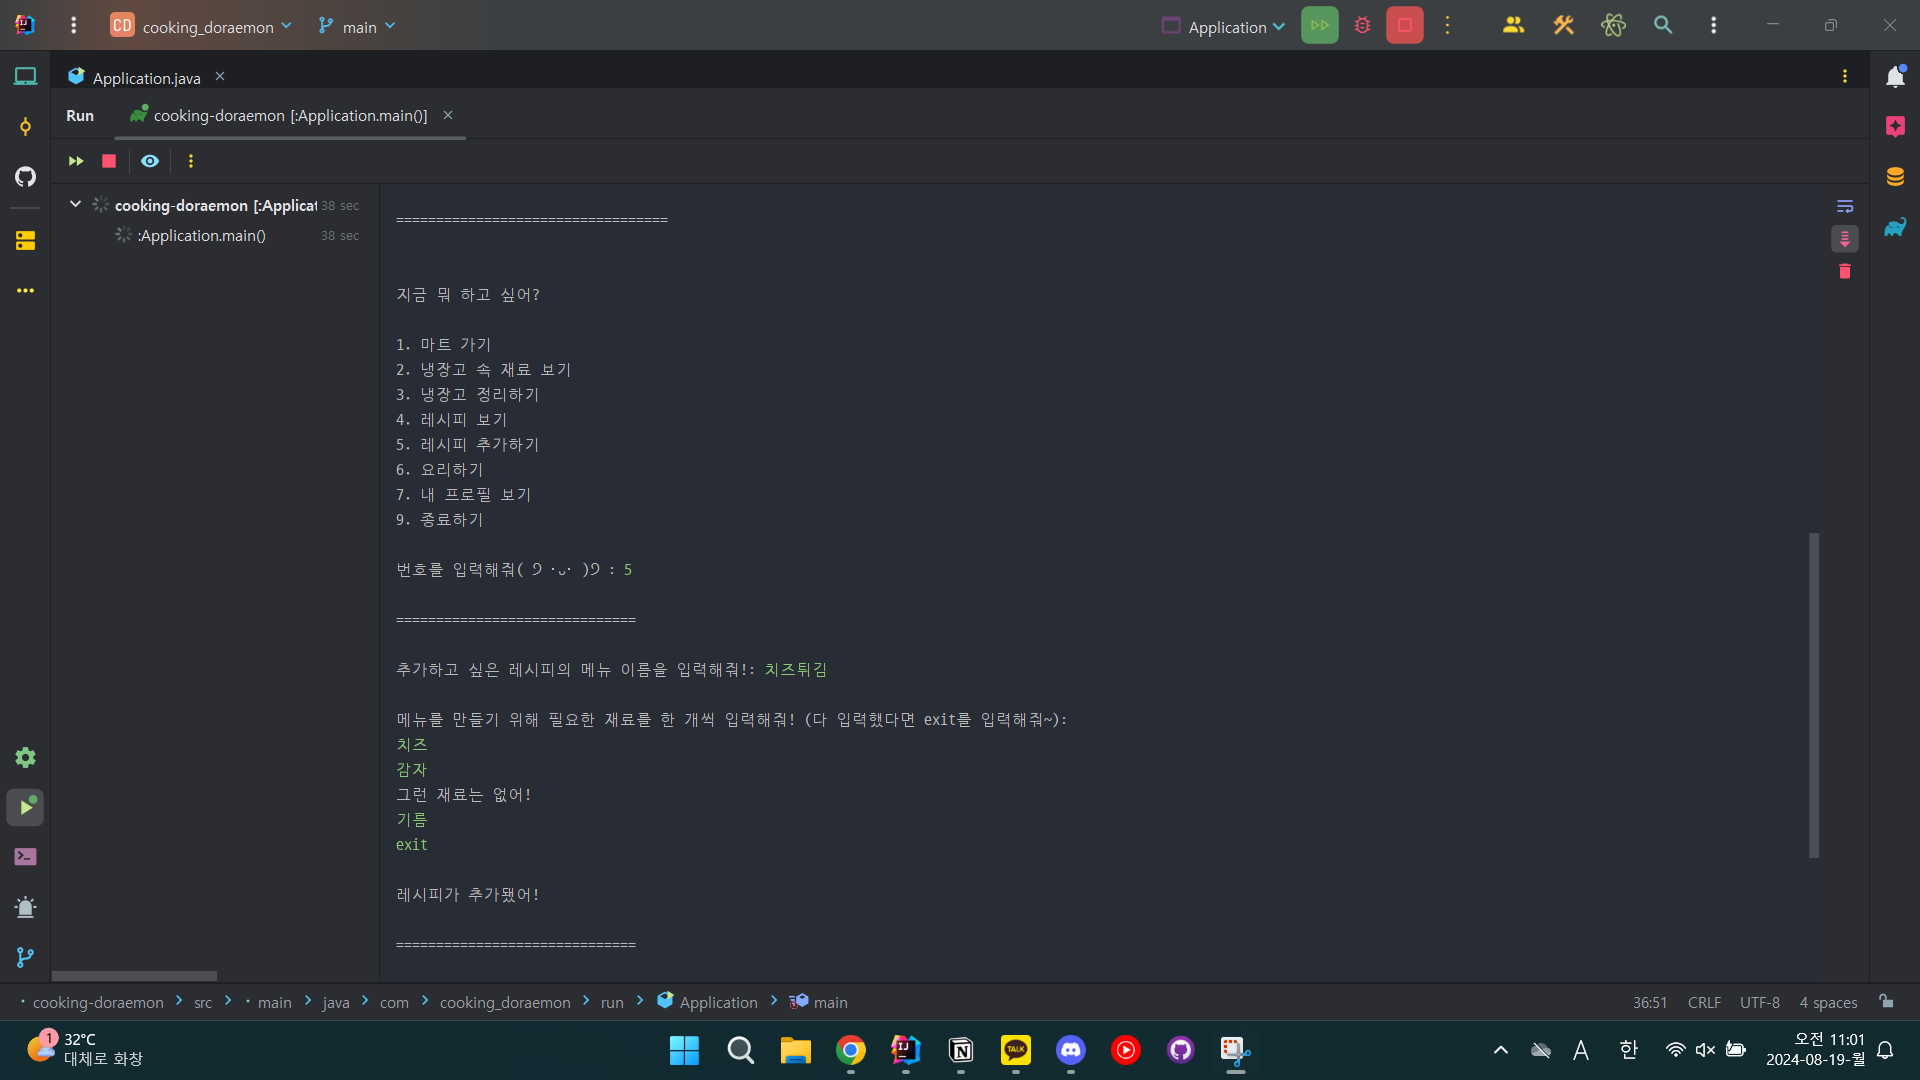 CD cooking_doraemon main Application
Application.java
Run cooking-doraemon [:Application.main()]
cooking-doraemon [:Applicat 38 sec
:Application.main() 38 sec
==================================
지금 뭐 하고 싶어?
1. 마트 가기
2. 냉장고 속 재료 보기
3. 냉장고 정리하기
4. 레시피 보기
5. 레시피 추가하기
6. 요리하기
7. 내 프로필 보기
9. 종료하기
번호를 입력해줘( ੭ ･ᴗ･ )੭ : 5
==============================
추가하고 싶은 레시피의 메뉴 이름을 입력해줘!: 치즈튀김
메뉴를 만들기 위해 필요한 재료를 한 개씩 입력해줘! (다 입력했다면 exit를 입력해줘~):
치즈
감자
그런 재료는 없어!
기름
exit
레시피가 추가됐어!
==============================
cooking-doraemon src main java com cooking_doraemon run Application main 36:51 CRLF UTF-8 4 spaces
1 32°C
대체로 화창
TALK
A 한
오전 11:01
2024-08-19-월